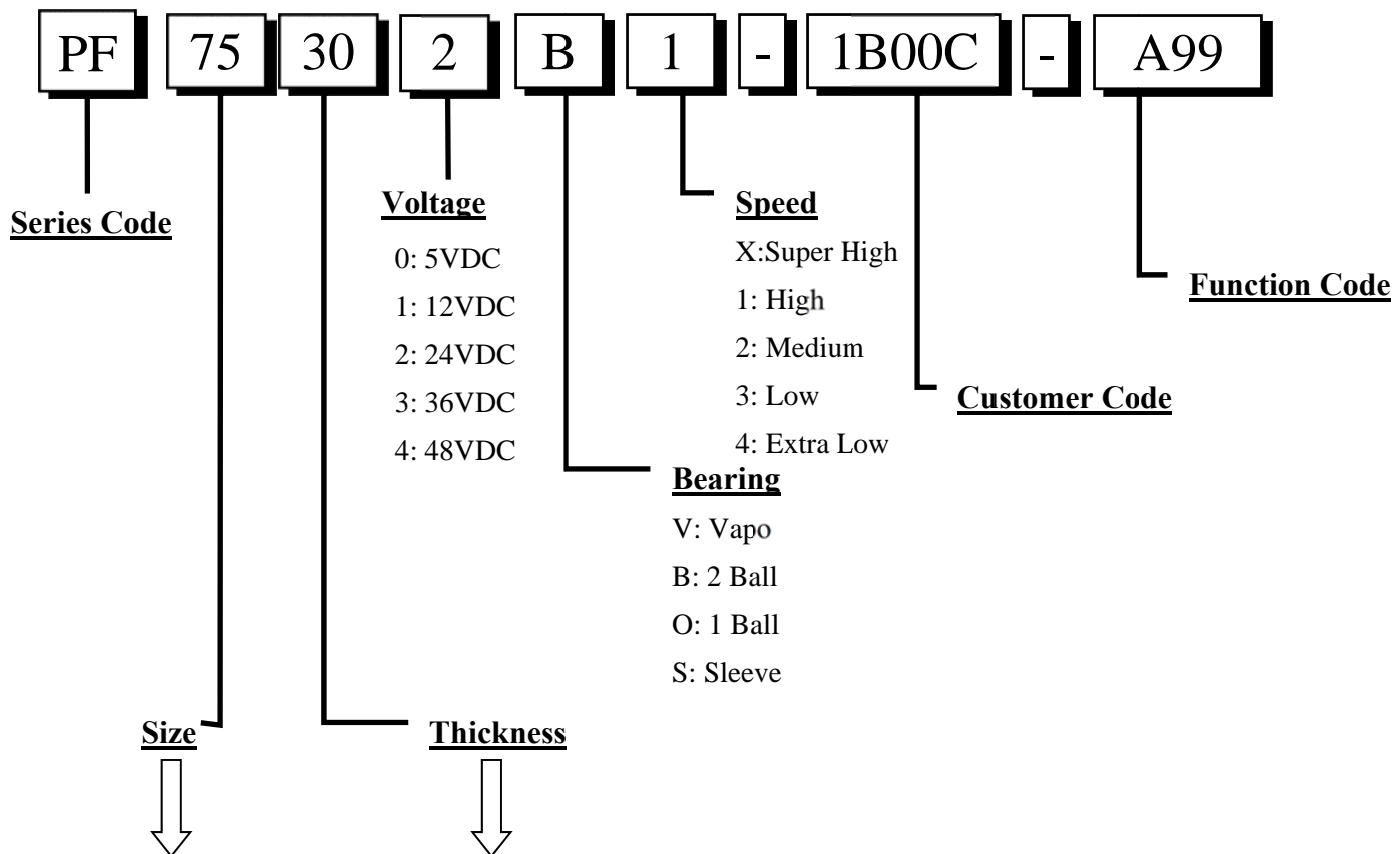 PF 75 30 2 B 1 - 1B00C - A99
Series Code
Voltage
0: 5VDC
1: 12VDC
2: 24VDC
3: 36VDC
4: 48VDC
Speed
X:Super High
1: High
2: Medium
3: Low
4: Extra Low
Function Code
Customer Code
Bearing
V: Vapo
B: 2 Ball
O: 1 Ball
S: Sleeve
Size
Thickness